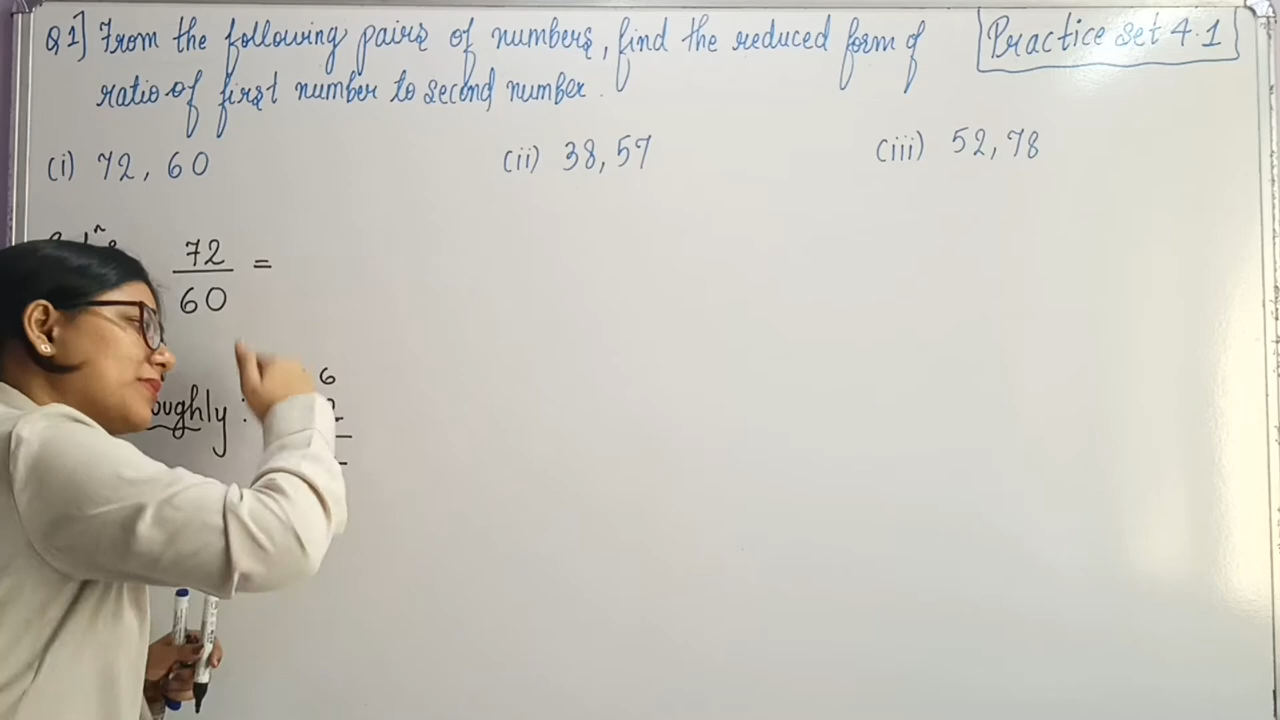 Q1] From the following pairs of numbers, find the reduced form of
ratio of first number to second number.
Practice Set 4.1
(i) 72, 60
(ii) 38, 57
(iii) 52, 78
72
60
=
6